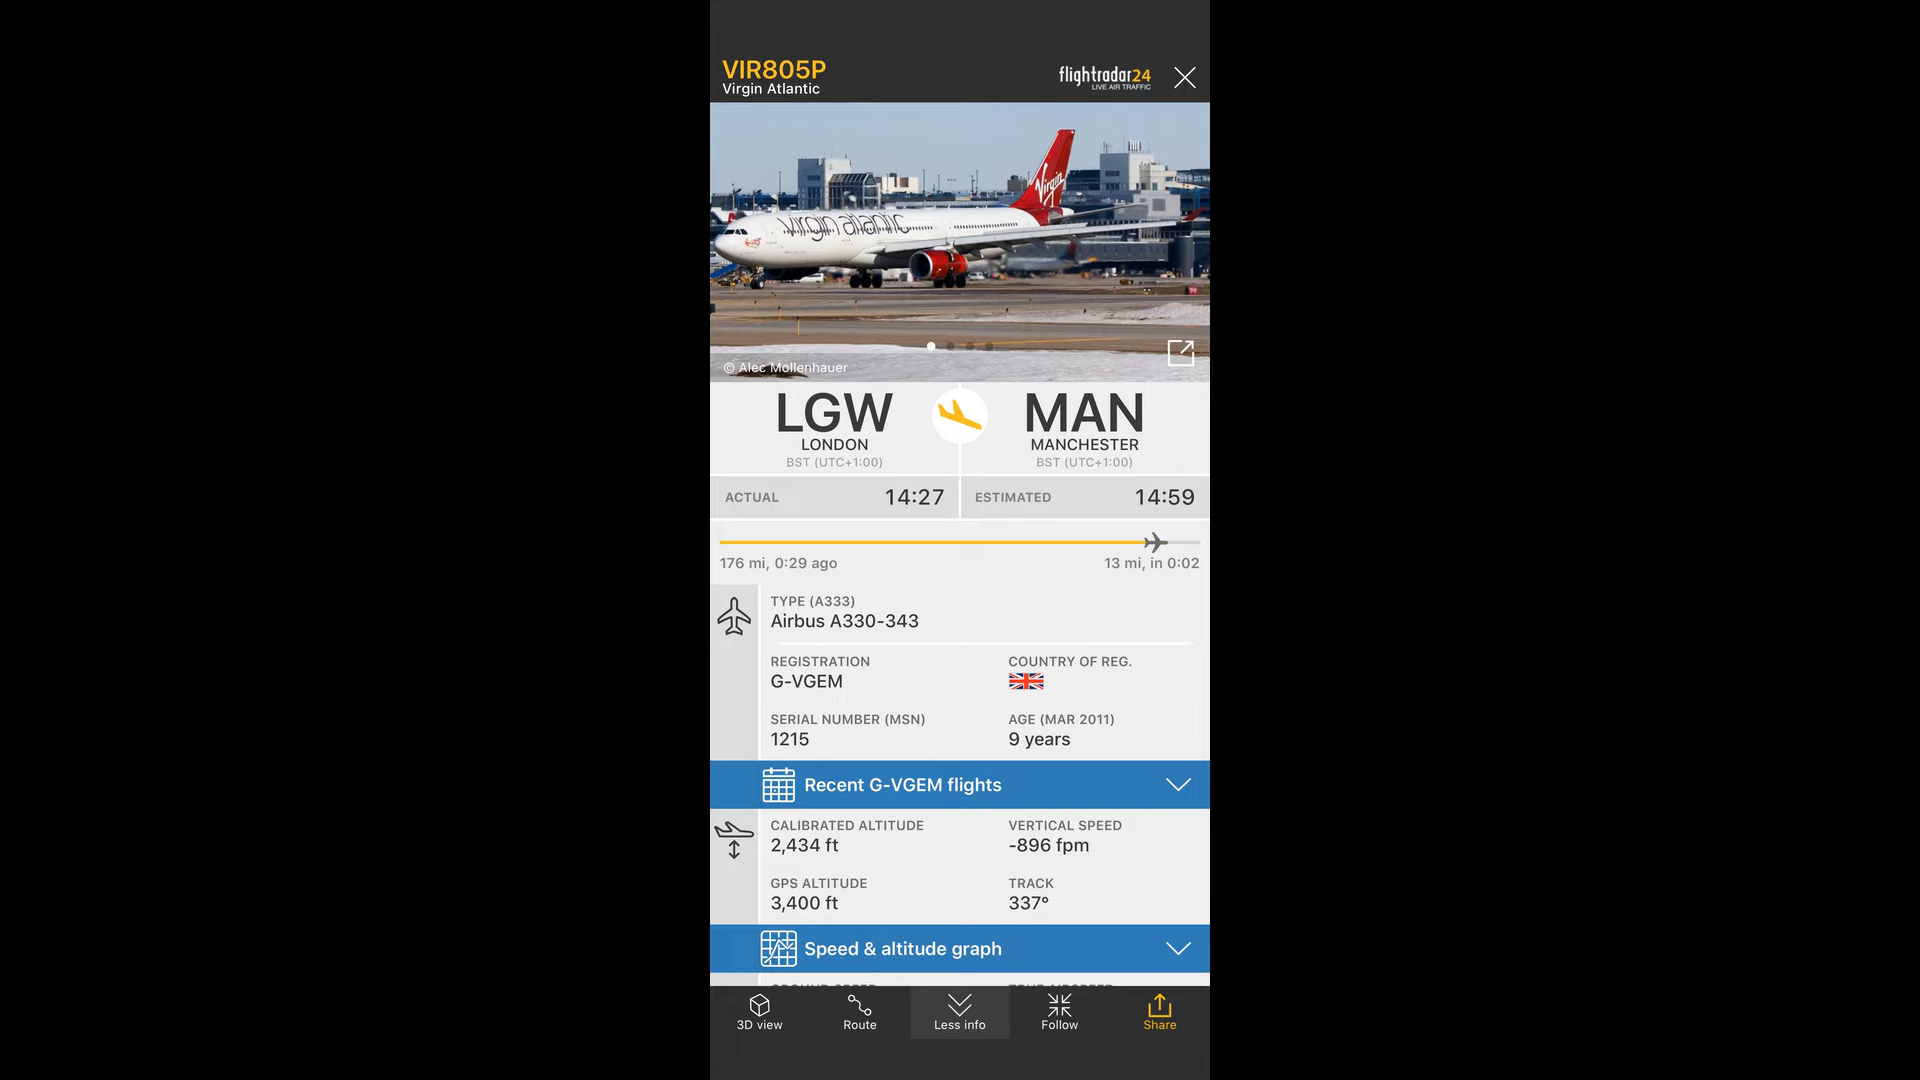 VIR805P
Virgin Atlantic
flightradar24
LIVE AIR TRAFFIC
Virgin
virgin atlantic
© Alec Mollenhauer
LGW
LONDON
BST (UTC+1:00)
MAN
MANCHESTER
BST (UTC+1:00)
ACTUAL 14:27
ESTIMATED 14:59
176 mi, 0:29 ago
13 mi, in 0:02
TYPE (A333)
Airbus A330-343
REGISTRATION
G-VGEM
COUNTRY OF REG.
SERIAL NUMBER (MSN)
1215
AGE (MAR 2011)
9 years
Recent G-VGEM flights
CALIBRATED ALTITUDE
2,434 ft
VERTICAL SPEED
-896 fpm
GPS ALTITUDE
3,400 ft
TRACK
337°
Speed & altitude graph
3D view
Route
Less info
Follow
Share